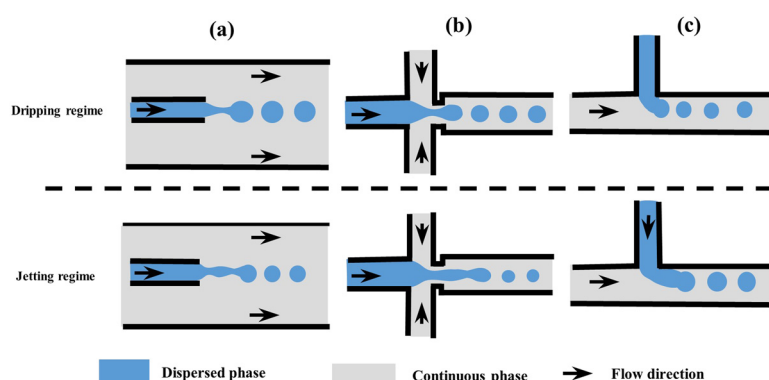 (a) (b) (c)
Dripping regime
Jetting regime
Dispersed phase Continuous phase Flow direction